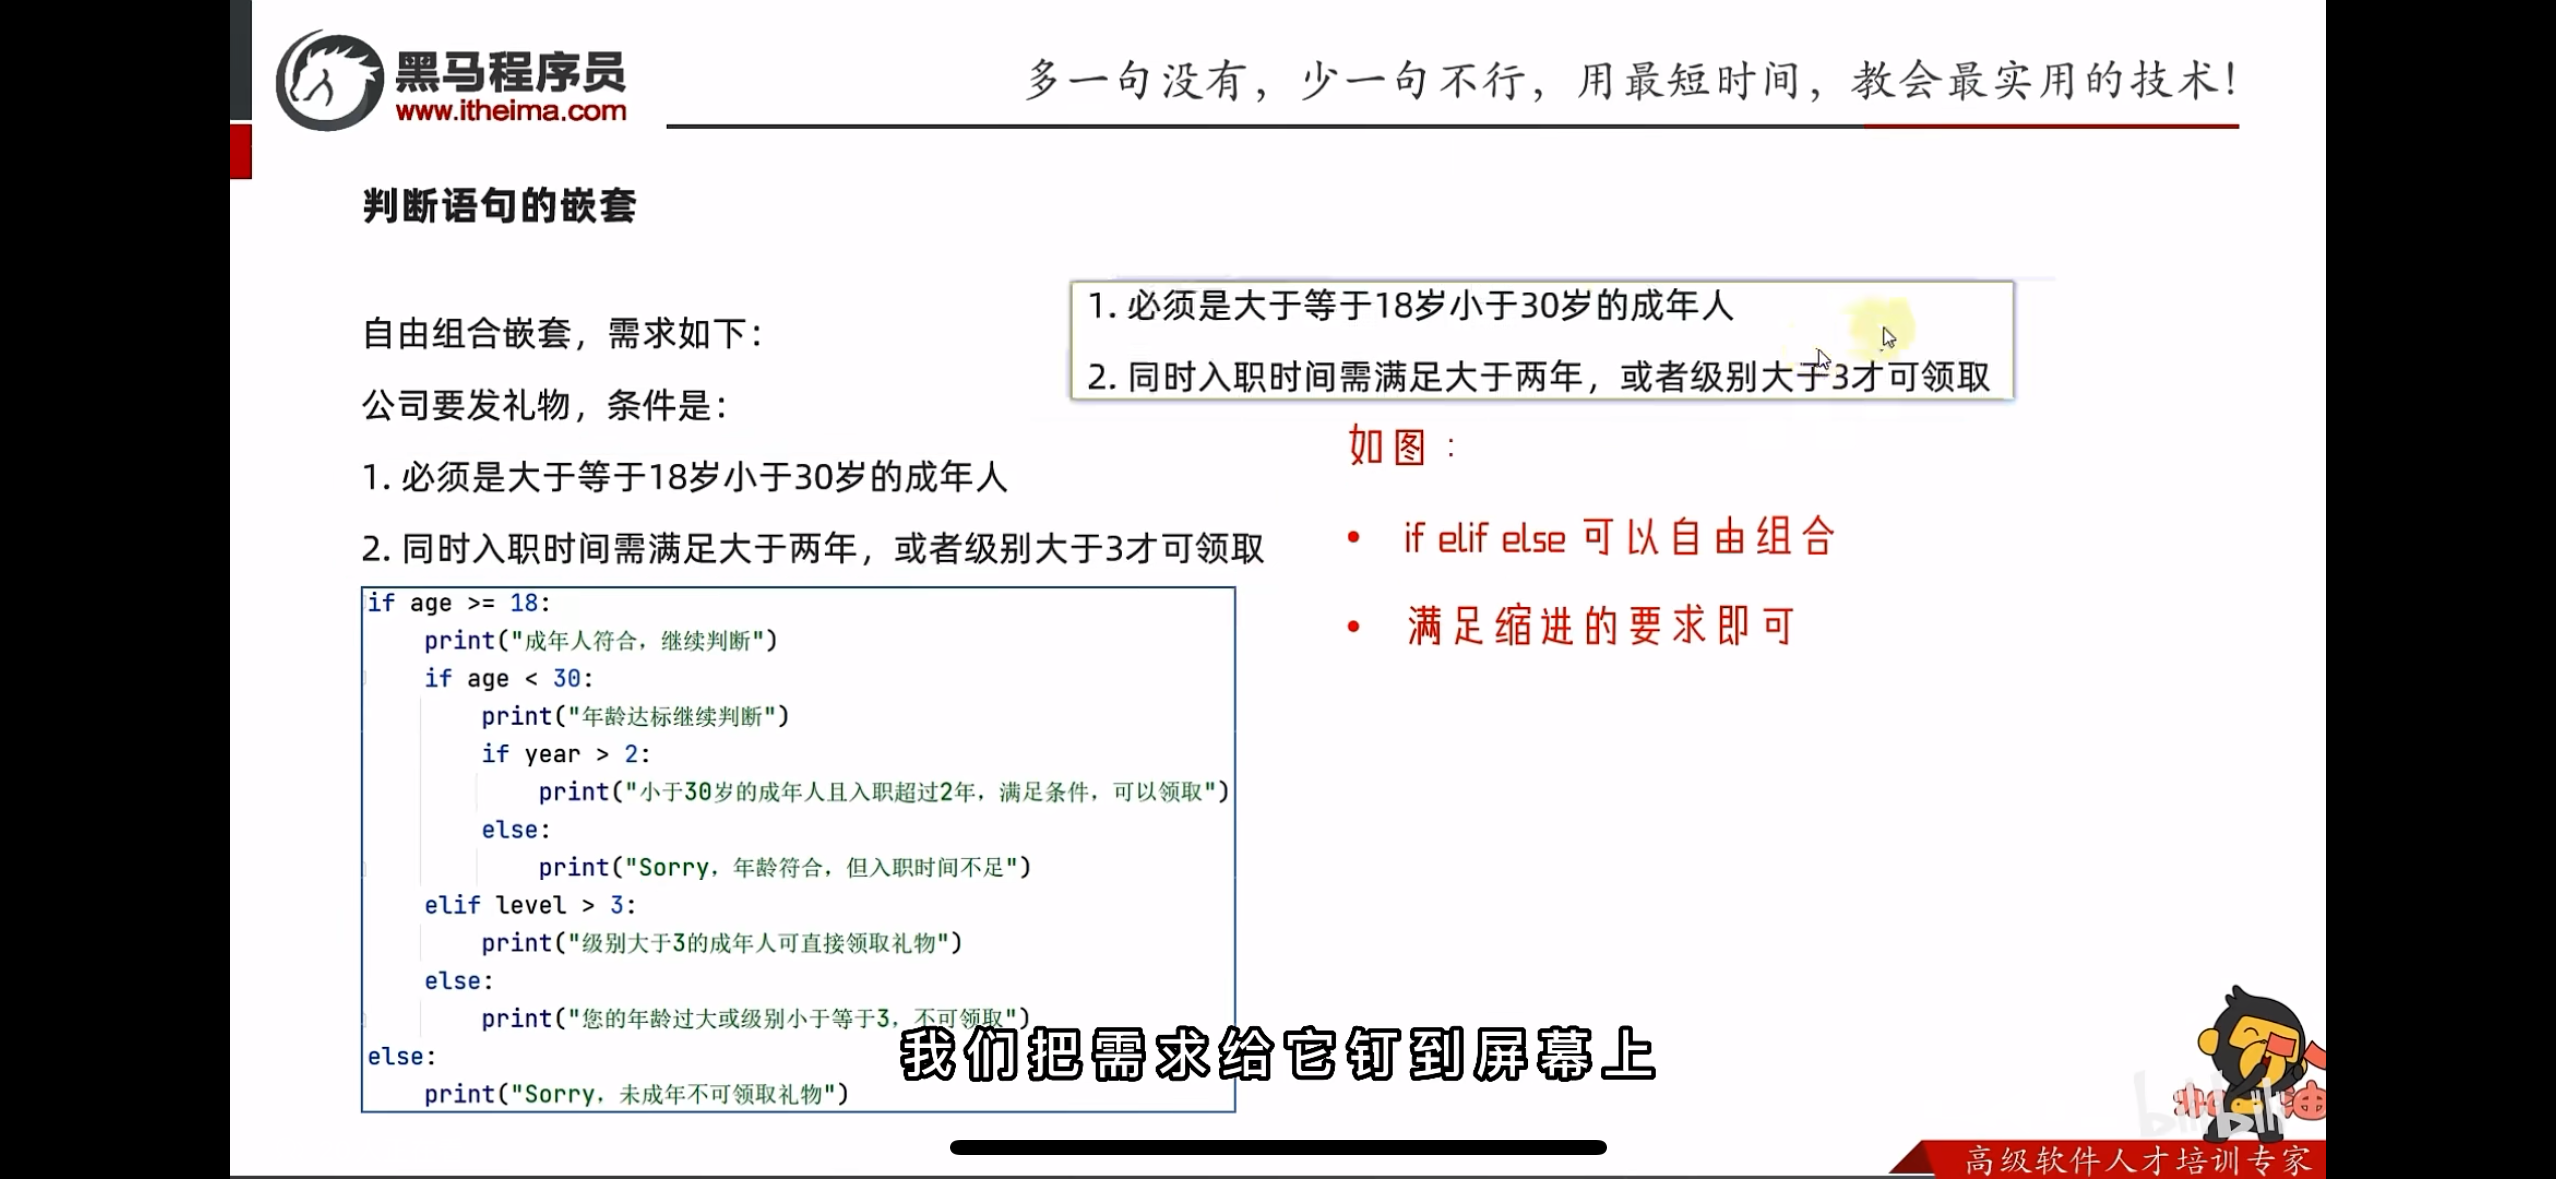 黑马程序员
www.itheima.com
多一句没有，少一句不行，用最短时间，教会最实用的技术！
判断语句的嵌套
自由组合嵌套，需求如下：
公司要发礼物，条件是：
1. 必须是大于等于18岁小于30岁的成年人
2. 同时入职时间需满足大于两年，或者级别大于3才可领取
if age >= 18:
    print("成年人符合，继续判断")
    if age < 30:
        print("年龄达标继续判断")
        if year > 2:
            print("小于30岁的成年人且入职超过2年，满足条件，可以领取")
        else:
            print("Sorry，年龄符合，但入职时间不足")
    elif level > 3:
        print("级别大于3的成年人可直接领取礼物")
    else:
        print("您的年龄过大或级别小于等于3，不可领取")
else:
    print("Sorry，未成年不可领取礼物")
1. 必须是大于等于18岁小于30岁的成年人
2. 同时入职时间需满足大于两年，或者级别大于3才可领取
如图：
• if elif else 可以自由组合
• 满足缩进的要求即可
我们把需求给它钉到屏幕上
bilibili
高级软件人才培训专家